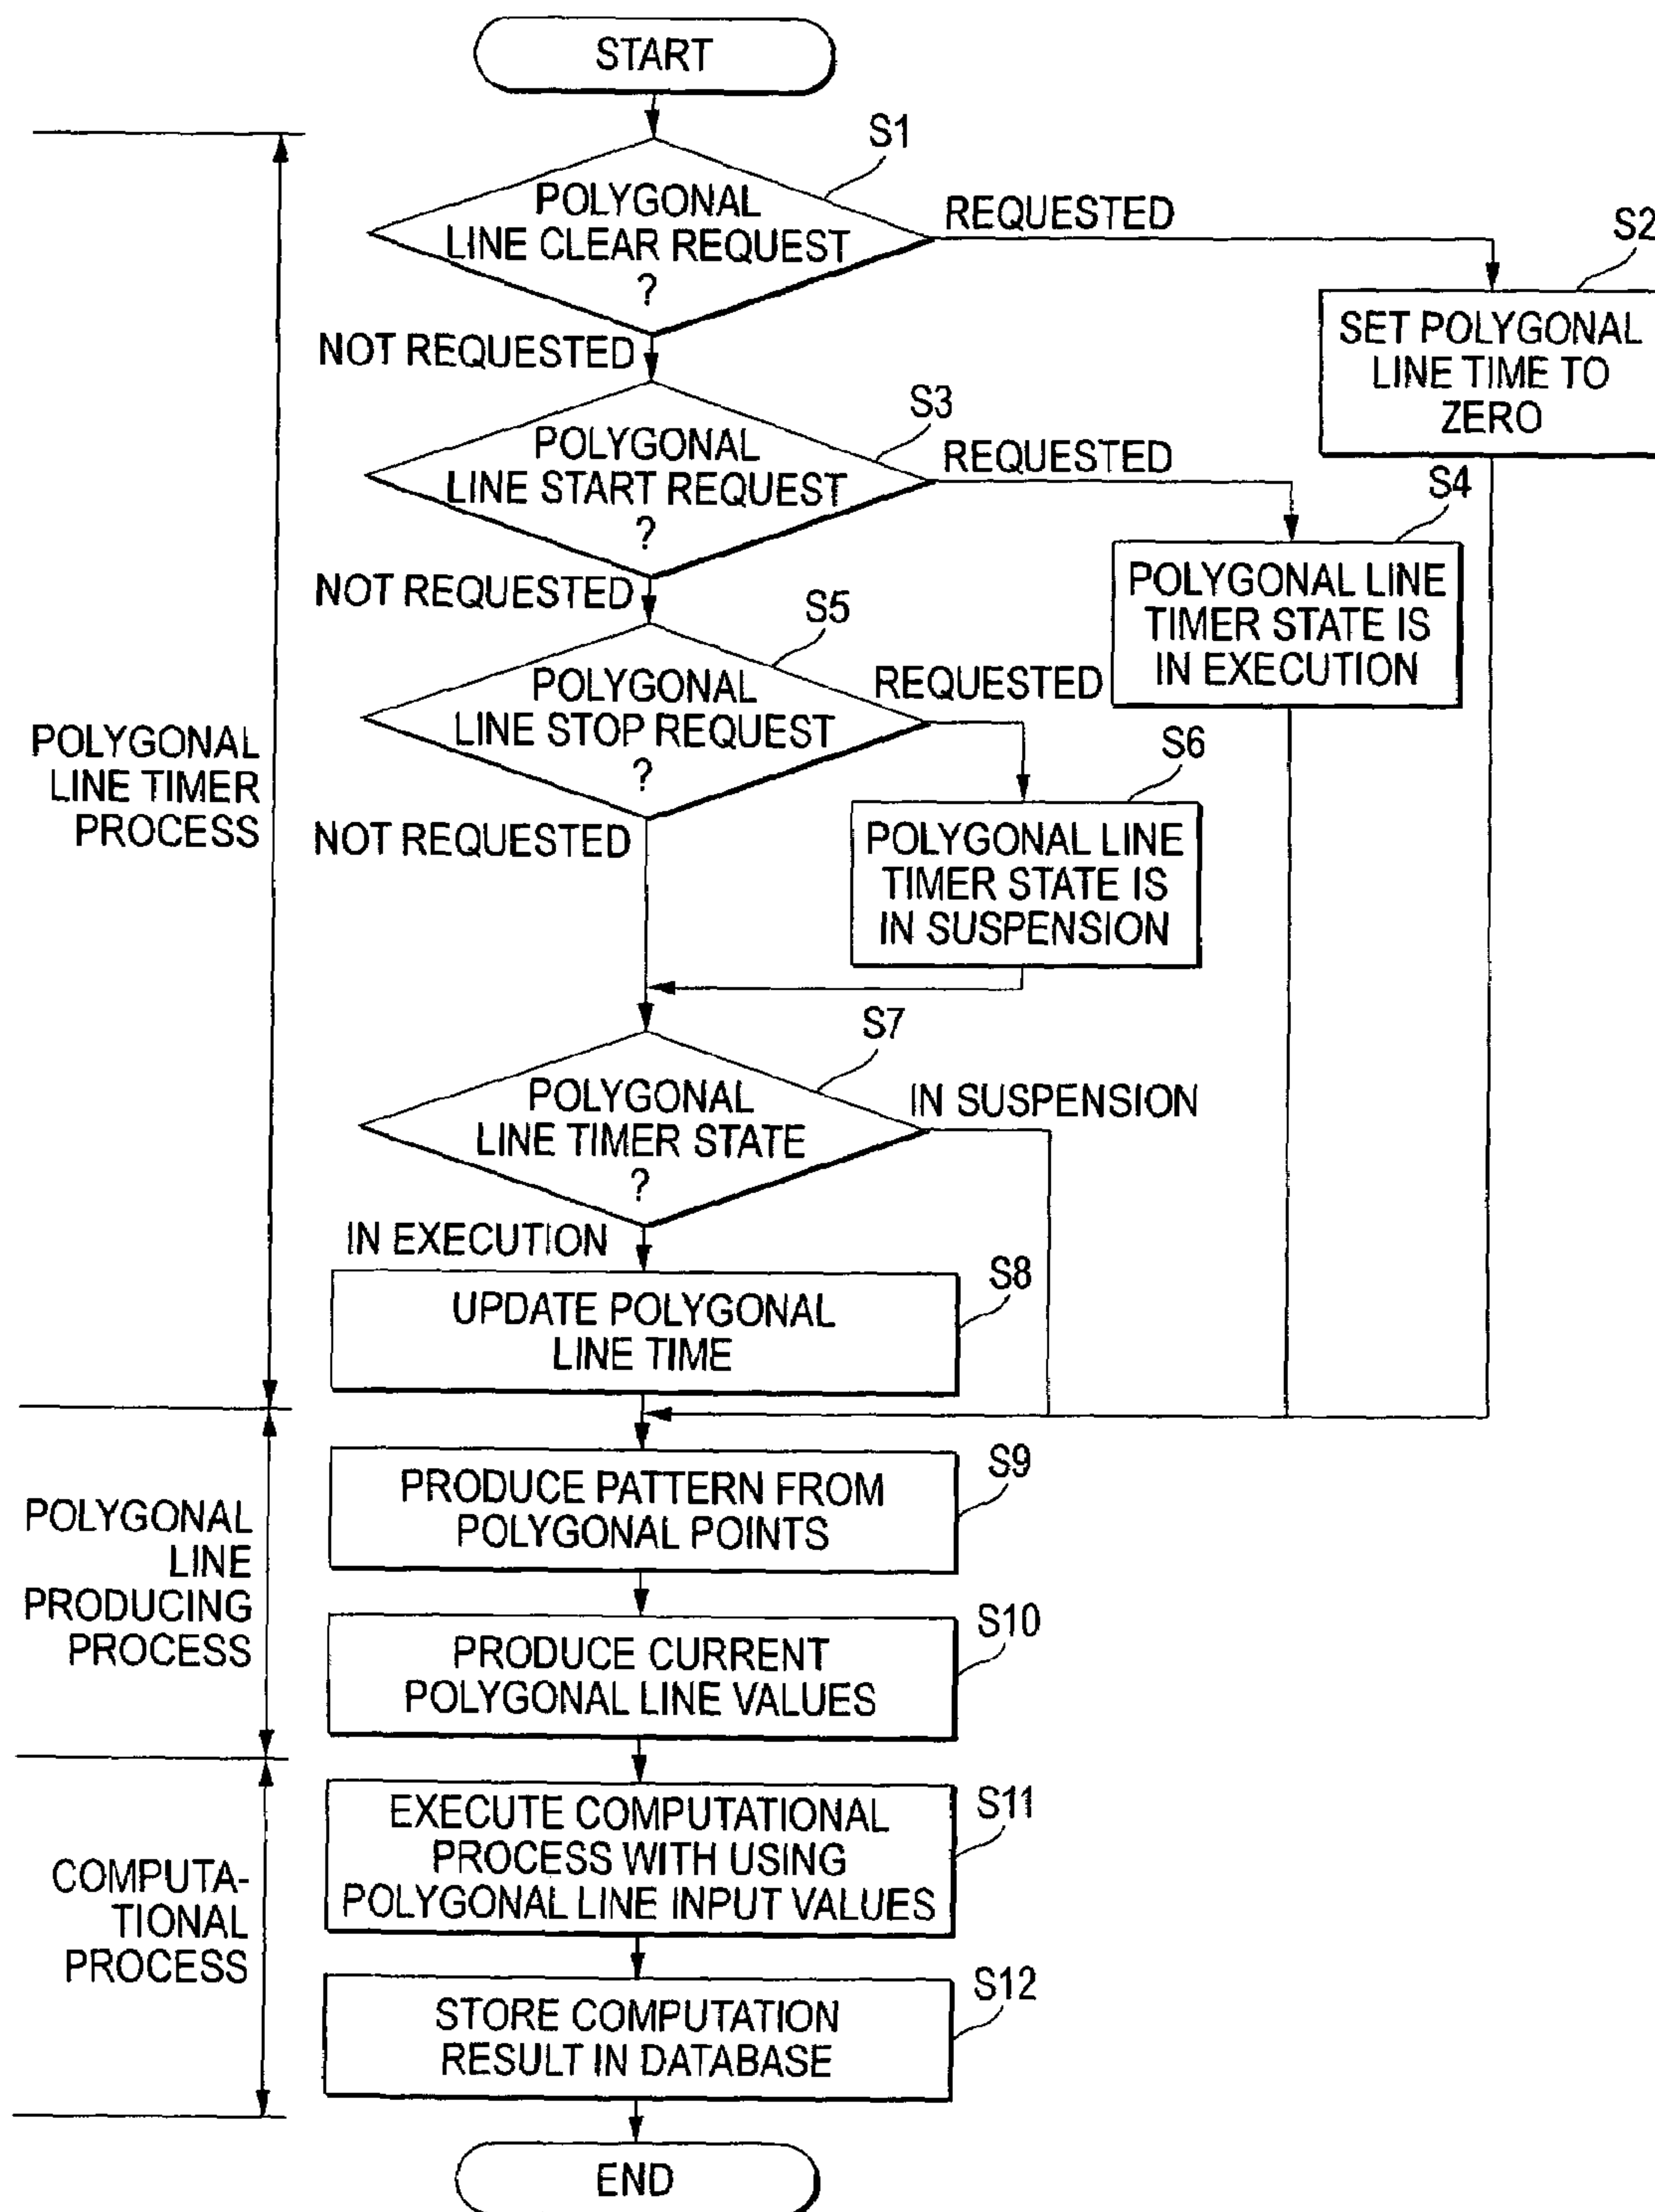 START
S1
POLYGONAL
LINE CLEAR REQUEST
?
REQUESTED
S2
SET POLYGONAL
LINE TIME TO
ZERO
NOT REQUESTED
S3
POLYGONAL
LINE START REQUEST
?
REQUESTED
S4
POLYGONAL LINE
TIMER STATE IS
IN EXECUTION
NOT REQUESTED
S5
POLYGONAL
LINE STOP REQUEST
?
REQUESTED
S6
POLYGONAL LINE
TIMER STATE IS
IN SUSPENSION
NOT REQUESTED
POLYGONAL
LINE TIMER
PROCESS
S7
POLYGONAL
LINE TIMER STATE
?
IN SUSPENSION
IN EXECUTION
S8
UPDATE POLYGONAL
LINE TIME
S9
PRODUCE PATTERN FROM
POLYGONAL POINTS
POLYGONAL
LINE
PRODUCING
PROCESS
S10
PRODUCE CURRENT
POLYGONAL LINE VALUES
S11
EXECUTE COMPUTATIONAL
PROCESS WITH USING
POLYGONAL LINE INPUT VALUES
COMPUTA-
TIONAL
PROCESS
S12
STORE COMPUTATION
RESULT IN DATABASE
END